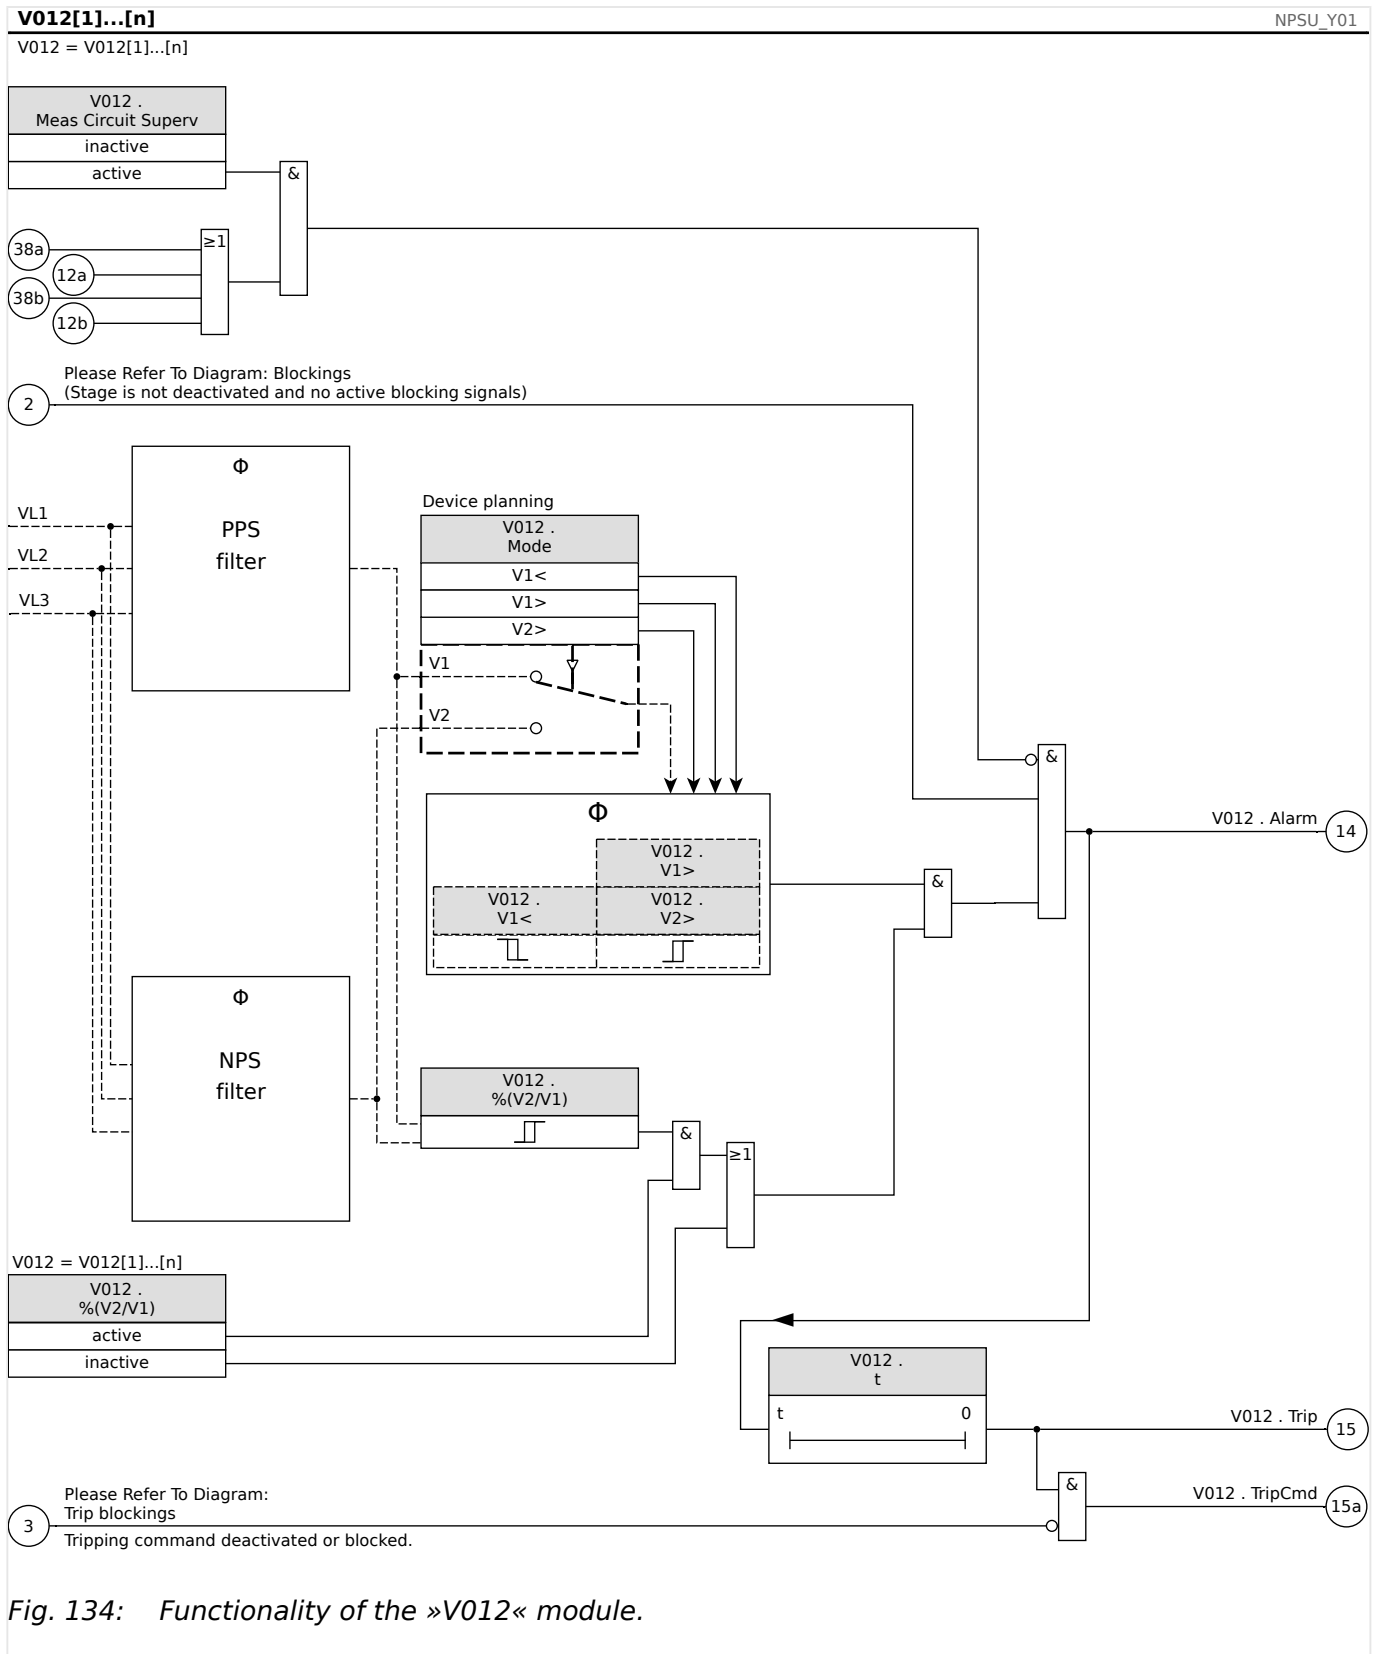 V012[1]...[n]
NPSU_Y01
V012 = V012[1]...[n]
V012 .
Meas Circuit Superv
inactive
active
&
38a
12a
38b
12b
≥1
Please Refer To Diagram: Blockings
(Stage is not deactivated and no active blocking signals)
2
Φ
PPS
filter
VL1
VL2
VL3
Device planning
V012 .
Mode
V1<
V1>
V2>
V1
V2
Φ
V012 .
V1>
V012 .
V1<
V012 .
V2>
&
&
V012 . Alarm
14
Φ
NPS
filter
V012 .
%(V2/V1)
&
≥1
V012 = V012[1]...[n]
V012 .
%(V2/V1)
active
inactive
V012 .
t
t
0
V012 . Trip
15
&
V012 . TripCmd
15a
Please Refer To Diagram:
Trip blockings
3
Tripping command deactivated or blocked.
Fig. 134: Functionality of the »V012« module.